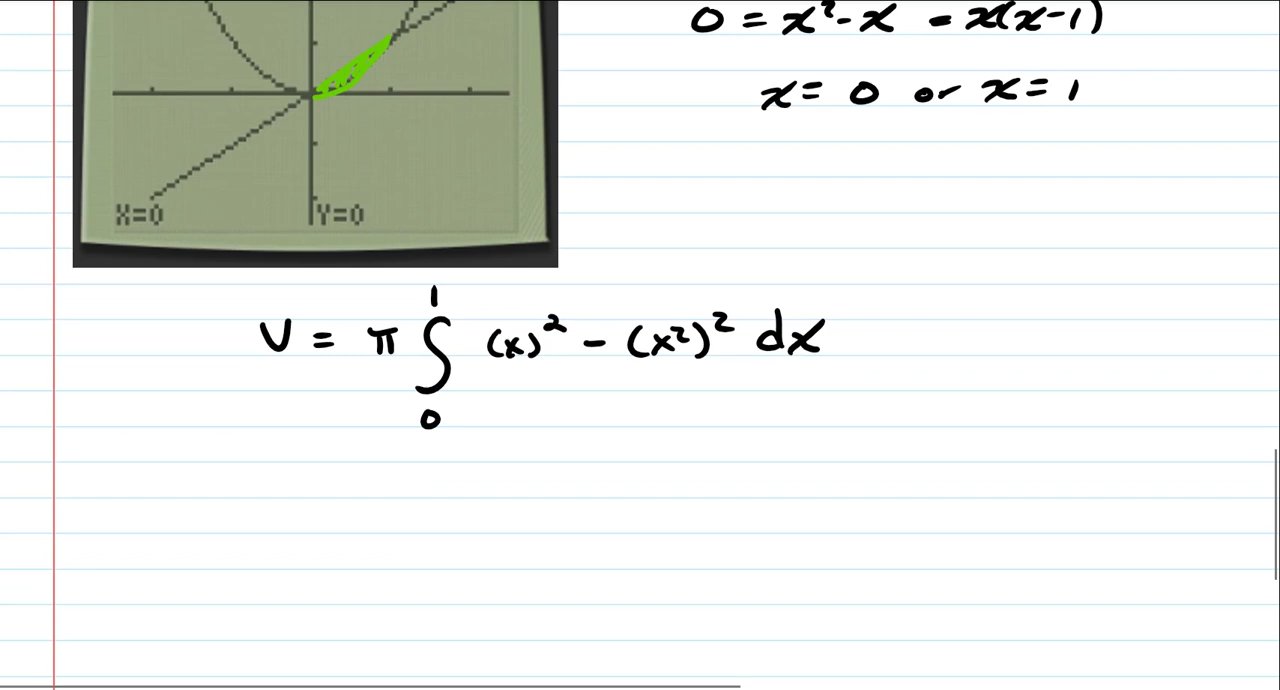 0 = x² - x = x(x-1)
x = 0 or x = 1
X=0 Y=0
V = π ∫₀¹ (x)² - (x²)² dx